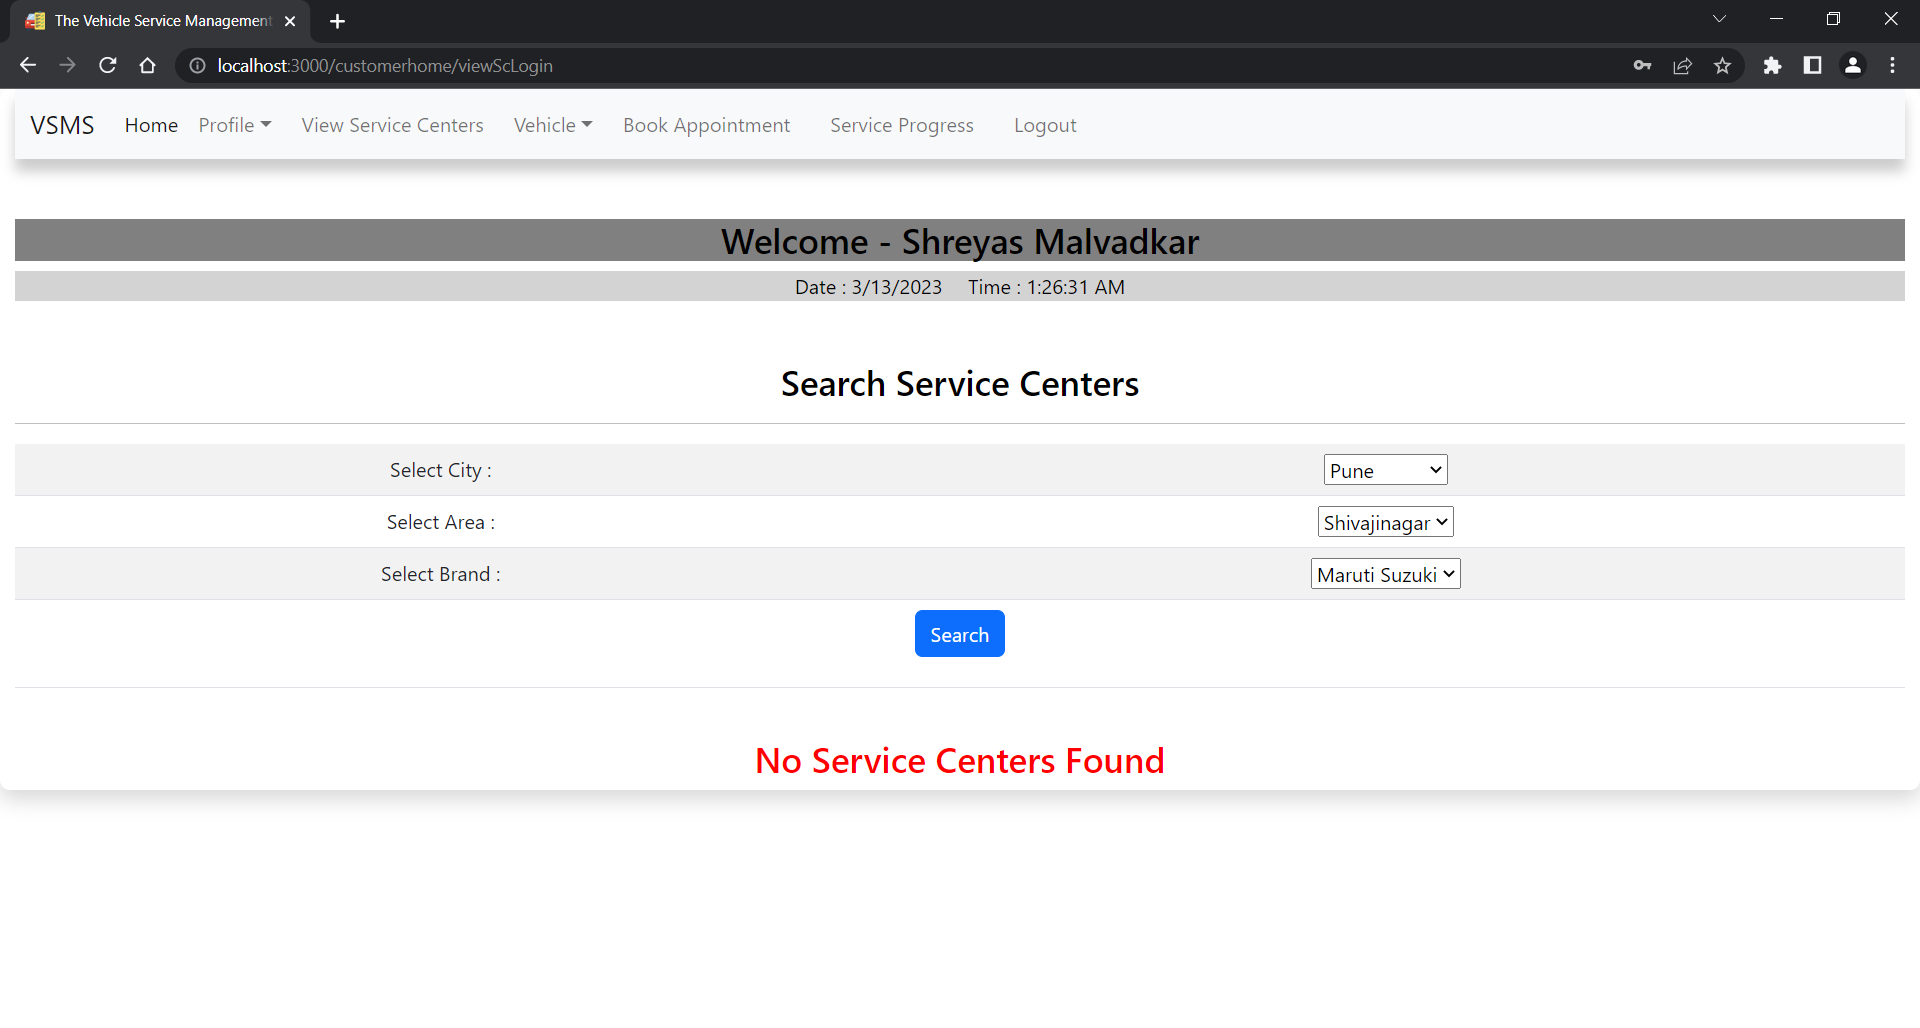 The Vehicle Service Management
localhost:3000/customerhome/viewScLogin
VSMS Home Profile View Service Centers Vehicle Book Appointment Service Progress Logout
Welcome - Shreyas Malvadkar
Date : 3/13/2023 Time : 1:26:31 AM
Search Service Centers
Select City : Pune
Select Area : Shivajinagar
Select Brand : Maruti Suzuki
Search
No Service Centers Found